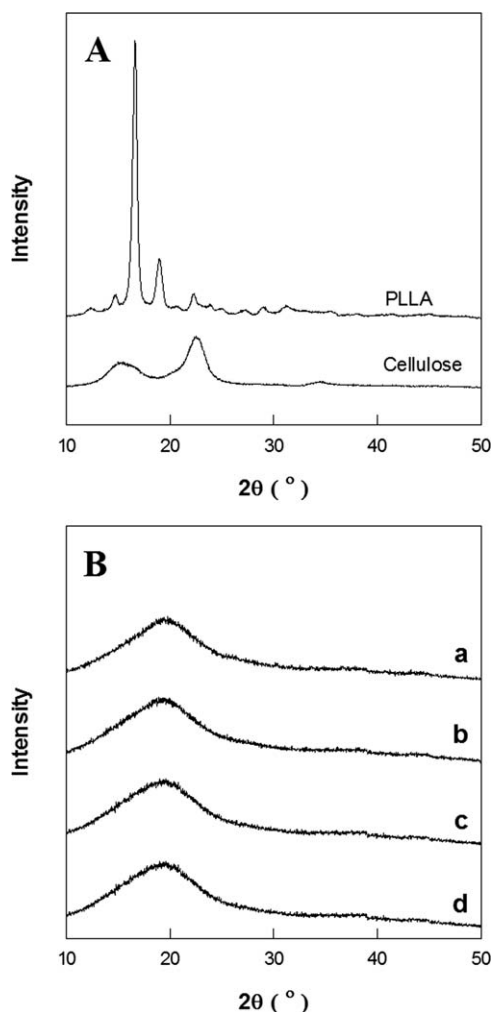 A
Intensity
PLLA
Cellulose
10 20 30 40 50
2θ ( ° )
B
Intensity
a
b
c
d
10 20 30 40 50
2θ ( ° )